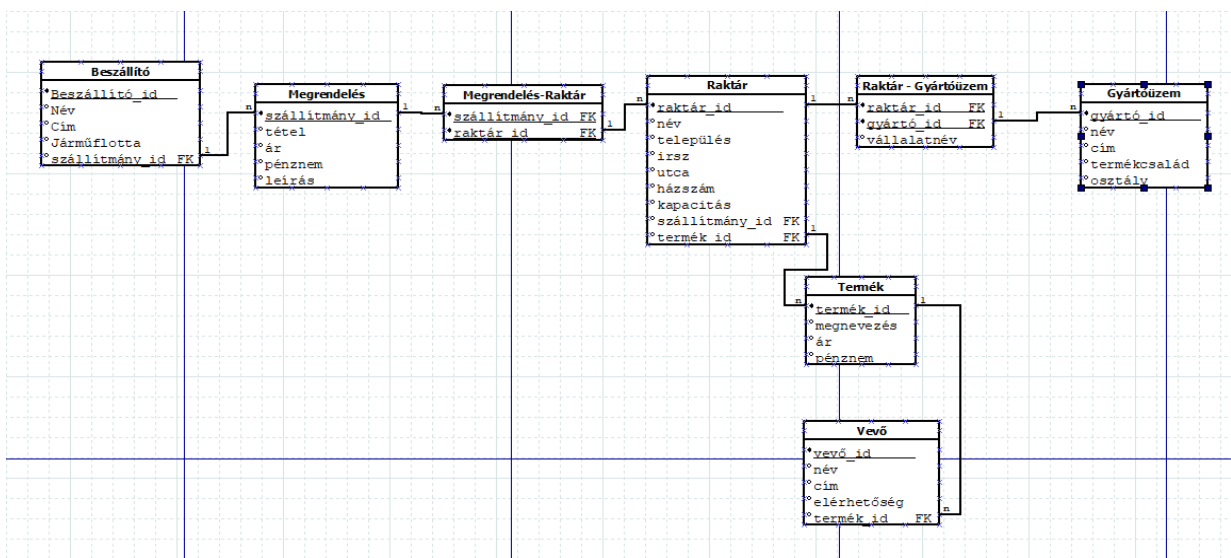 Beszállító
Beszállító_id
Név
Cím
Járműflotta
szállítmány_id FK
1
n
Megrendelés
szállítmány_id
tétel
ár
pénznem
leírás
1
n
Megrendelés-Raktár
szállítmány_id FK
raktár_id FK
1
n
Raktár
raktár_id
név
település
irsz
utca
házszám
kapacitás
szállítmány_id FK
termék_id FK
1
1
n
Raktár - Gyártóüzem
raktár_id FK
gyártó_id FK
vállalatnév
1
n
Gyártóüzem
gyártó_id
név
cím
termékcsalád
osztály
n
Termék
termék_id
megnevezés
ár
pénznem
1
Vevő
vevő_id
név
cím
elérhetőség
termék_id FK
n